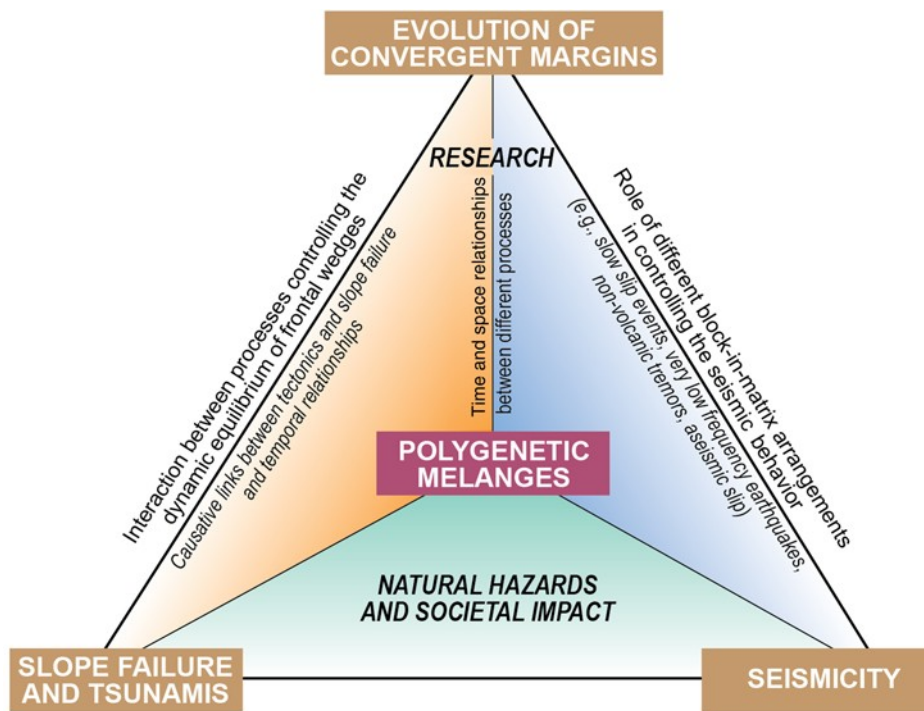 EVOLUTION OF
CONVERGENT MARGINS
RESEARCH
Interaction between processes controlling the
dynamic equilibrium of frontal wedges
Causative links between tectonics and slope failure
and temporal relationships
Time and space relationships
between different processes
Role of different block-in-matrix arrangements
in controlling the seismic behavior
(e.g., slow slip events, very low frequency earthquakes,
non-volcanic tremors, aseismic slip)
POLYGENETIC
MELANGES
NATURAL HAZARDS
AND SOCIETAL IMPACT
SLOPE FAILURE
AND TSUNAMIS
SEISMICITY